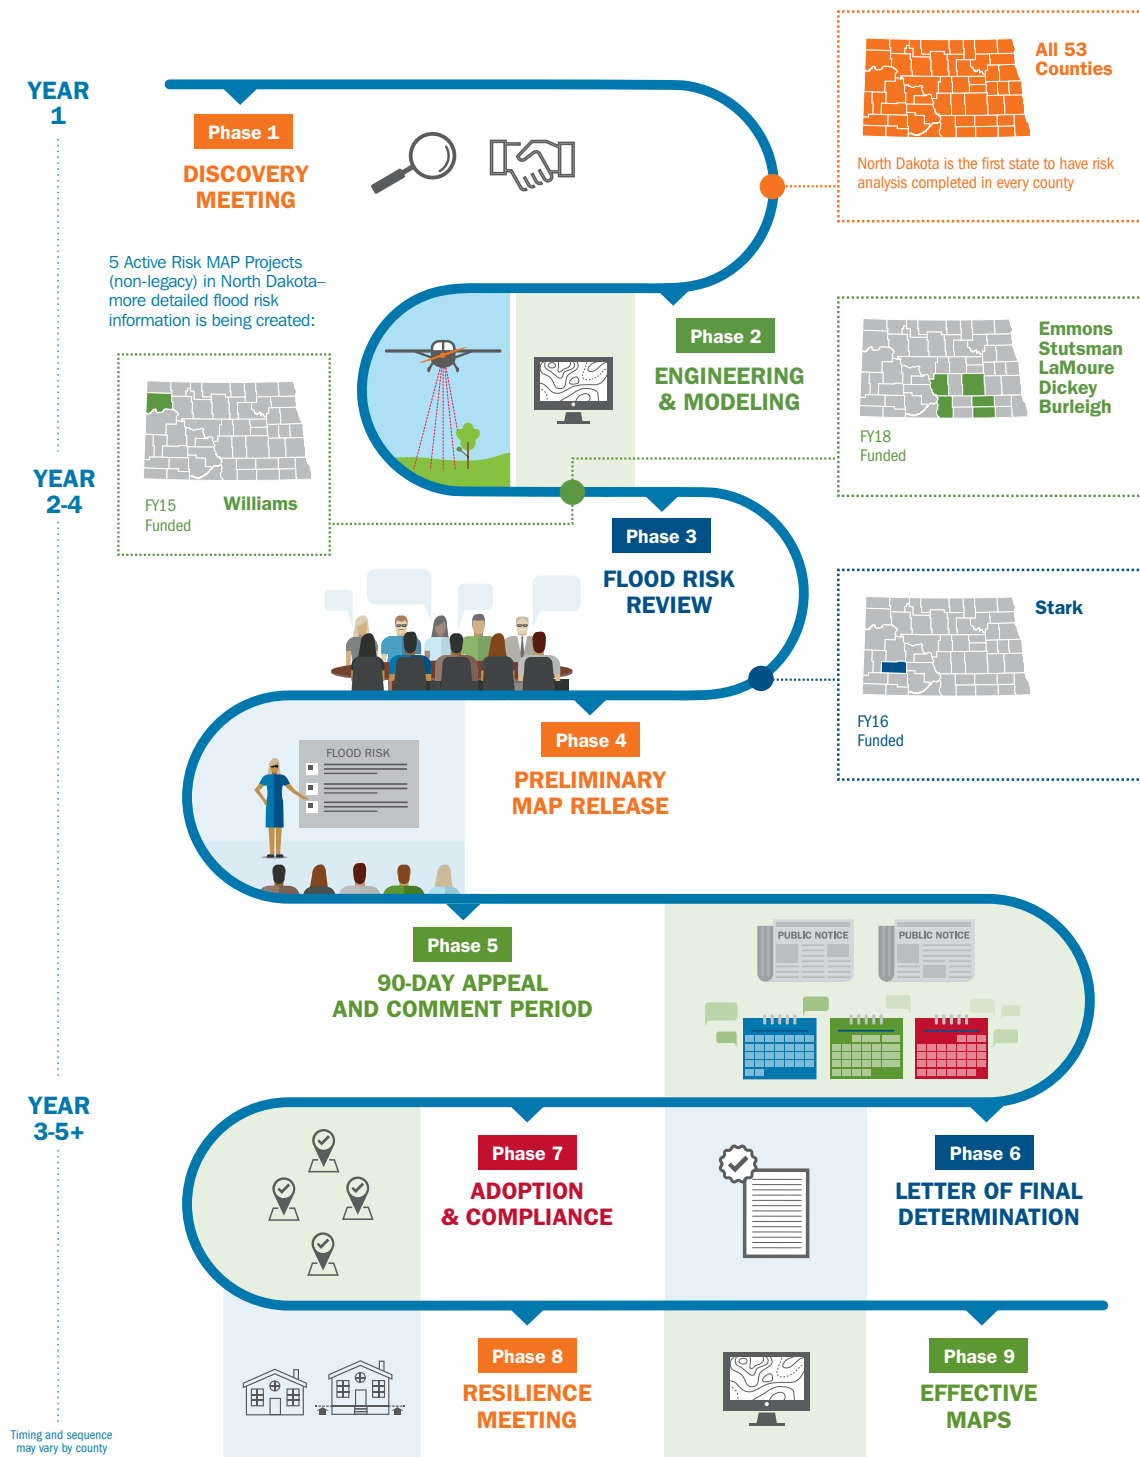 YEAR
1
Phase 1
DISCOVERY
MEETING
All 53
Counties
North Dakota is the first state to have risk
analysis completed in every county
5 Active Risk MAP Projects
(non-legacy) in North Dakota–
more detailed flood risk
information is being created:
Phase 2
ENGINEERING
& MODELING
Emmons
Stutsman
LaMoure
Dickey
Burleigh
FY18
Funded
YEAR
2-4
FY15
Funded
Williams
Phase 3
FLOOD RISK
REVIEW
Stark
FY16
Funded
Phase 4
PRELIMINARY
MAP RELEASE
FLOOD RISK
Phase 5
90-DAY APPEAL
AND COMMENT PERIOD
PUBLIC NOTICE
PUBLIC NOTICE
YEAR
3-5+
Phase 7
ADOPTION
& COMPLIANCE
Phase 6
LETTER OF FINAL
DETERMINATION
Phase 8
RESILIENCE
MEETING
Phase 9
EFFECTIVE
MAPS
Timing and sequence
may vary by county